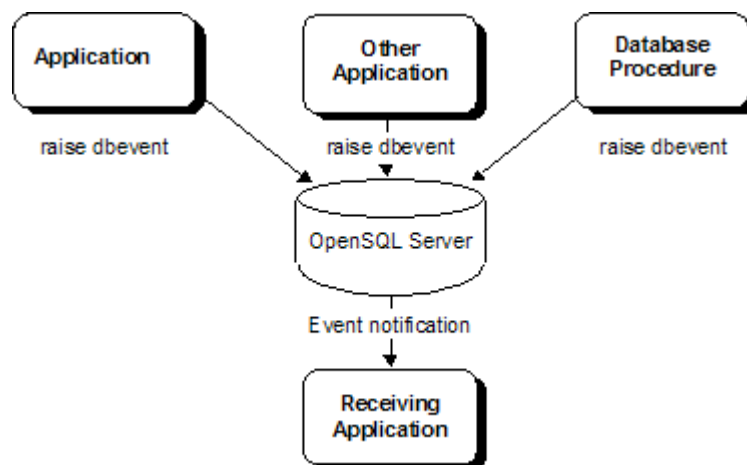 Application
Other
Application
Database
Procedure
raise dbevent
raise dbevent
raise dbevent
OpenSQL Server
Event notification
Receiving
Application